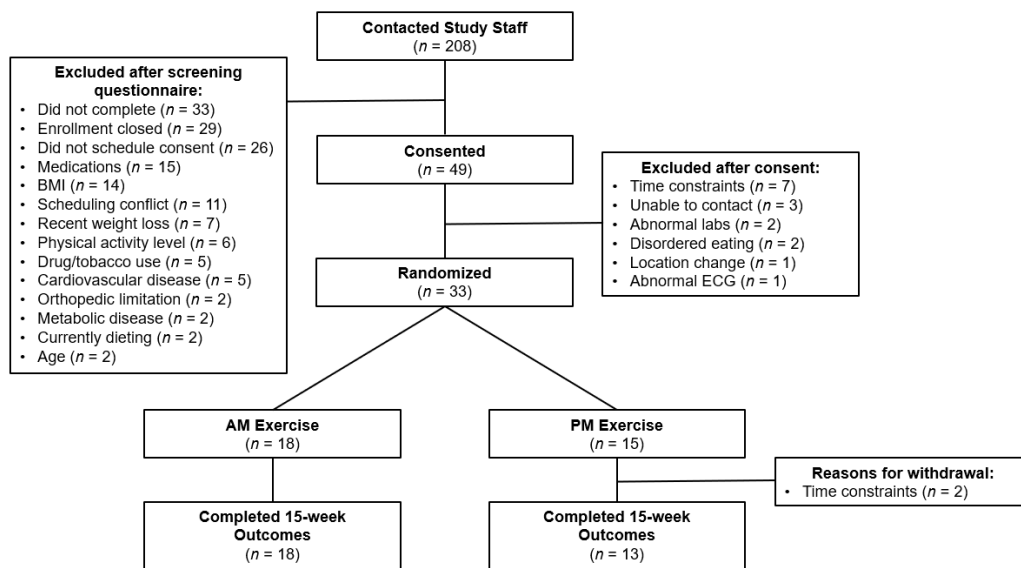 Contacted Study Staff
(n = 208)
Excluded after screening
questionnaire:
• Did not complete (n = 33)
• Enrollment closed (n = 29)
• Did not schedule consent (n = 26)
• Medications (n = 15)
• BMI (n = 14)
• Scheduling conflict (n = 11)
• Recent weight loss (n = 7)
• Physical activity level (n = 6)
• Drug/tobacco use (n = 5)
• Cardiovascular disease (n = 5)
• Orthopedic limitation (n = 2)
• Metabolic disease (n = 2)
• Currently dieting (n = 2)
• Age (n = 2)
Consented
(n = 49)
Excluded after consent:
• Time constraints (n = 7)
• Unable to contact (n = 3)
• Abnormal labs (n = 2)
• Disordered eating (n = 2)
• Location change (n = 1)
• Abnormal ECG (n = 1)
Randomized
(n = 33)
AM Exercise
(n = 18)
PM Exercise
(n = 15)
Reasons for withdrawal:
• Time constraints (n = 2)
Completed 15-week
Outcomes
(n = 18)
Completed 15-week
Outcomes
(n = 13)